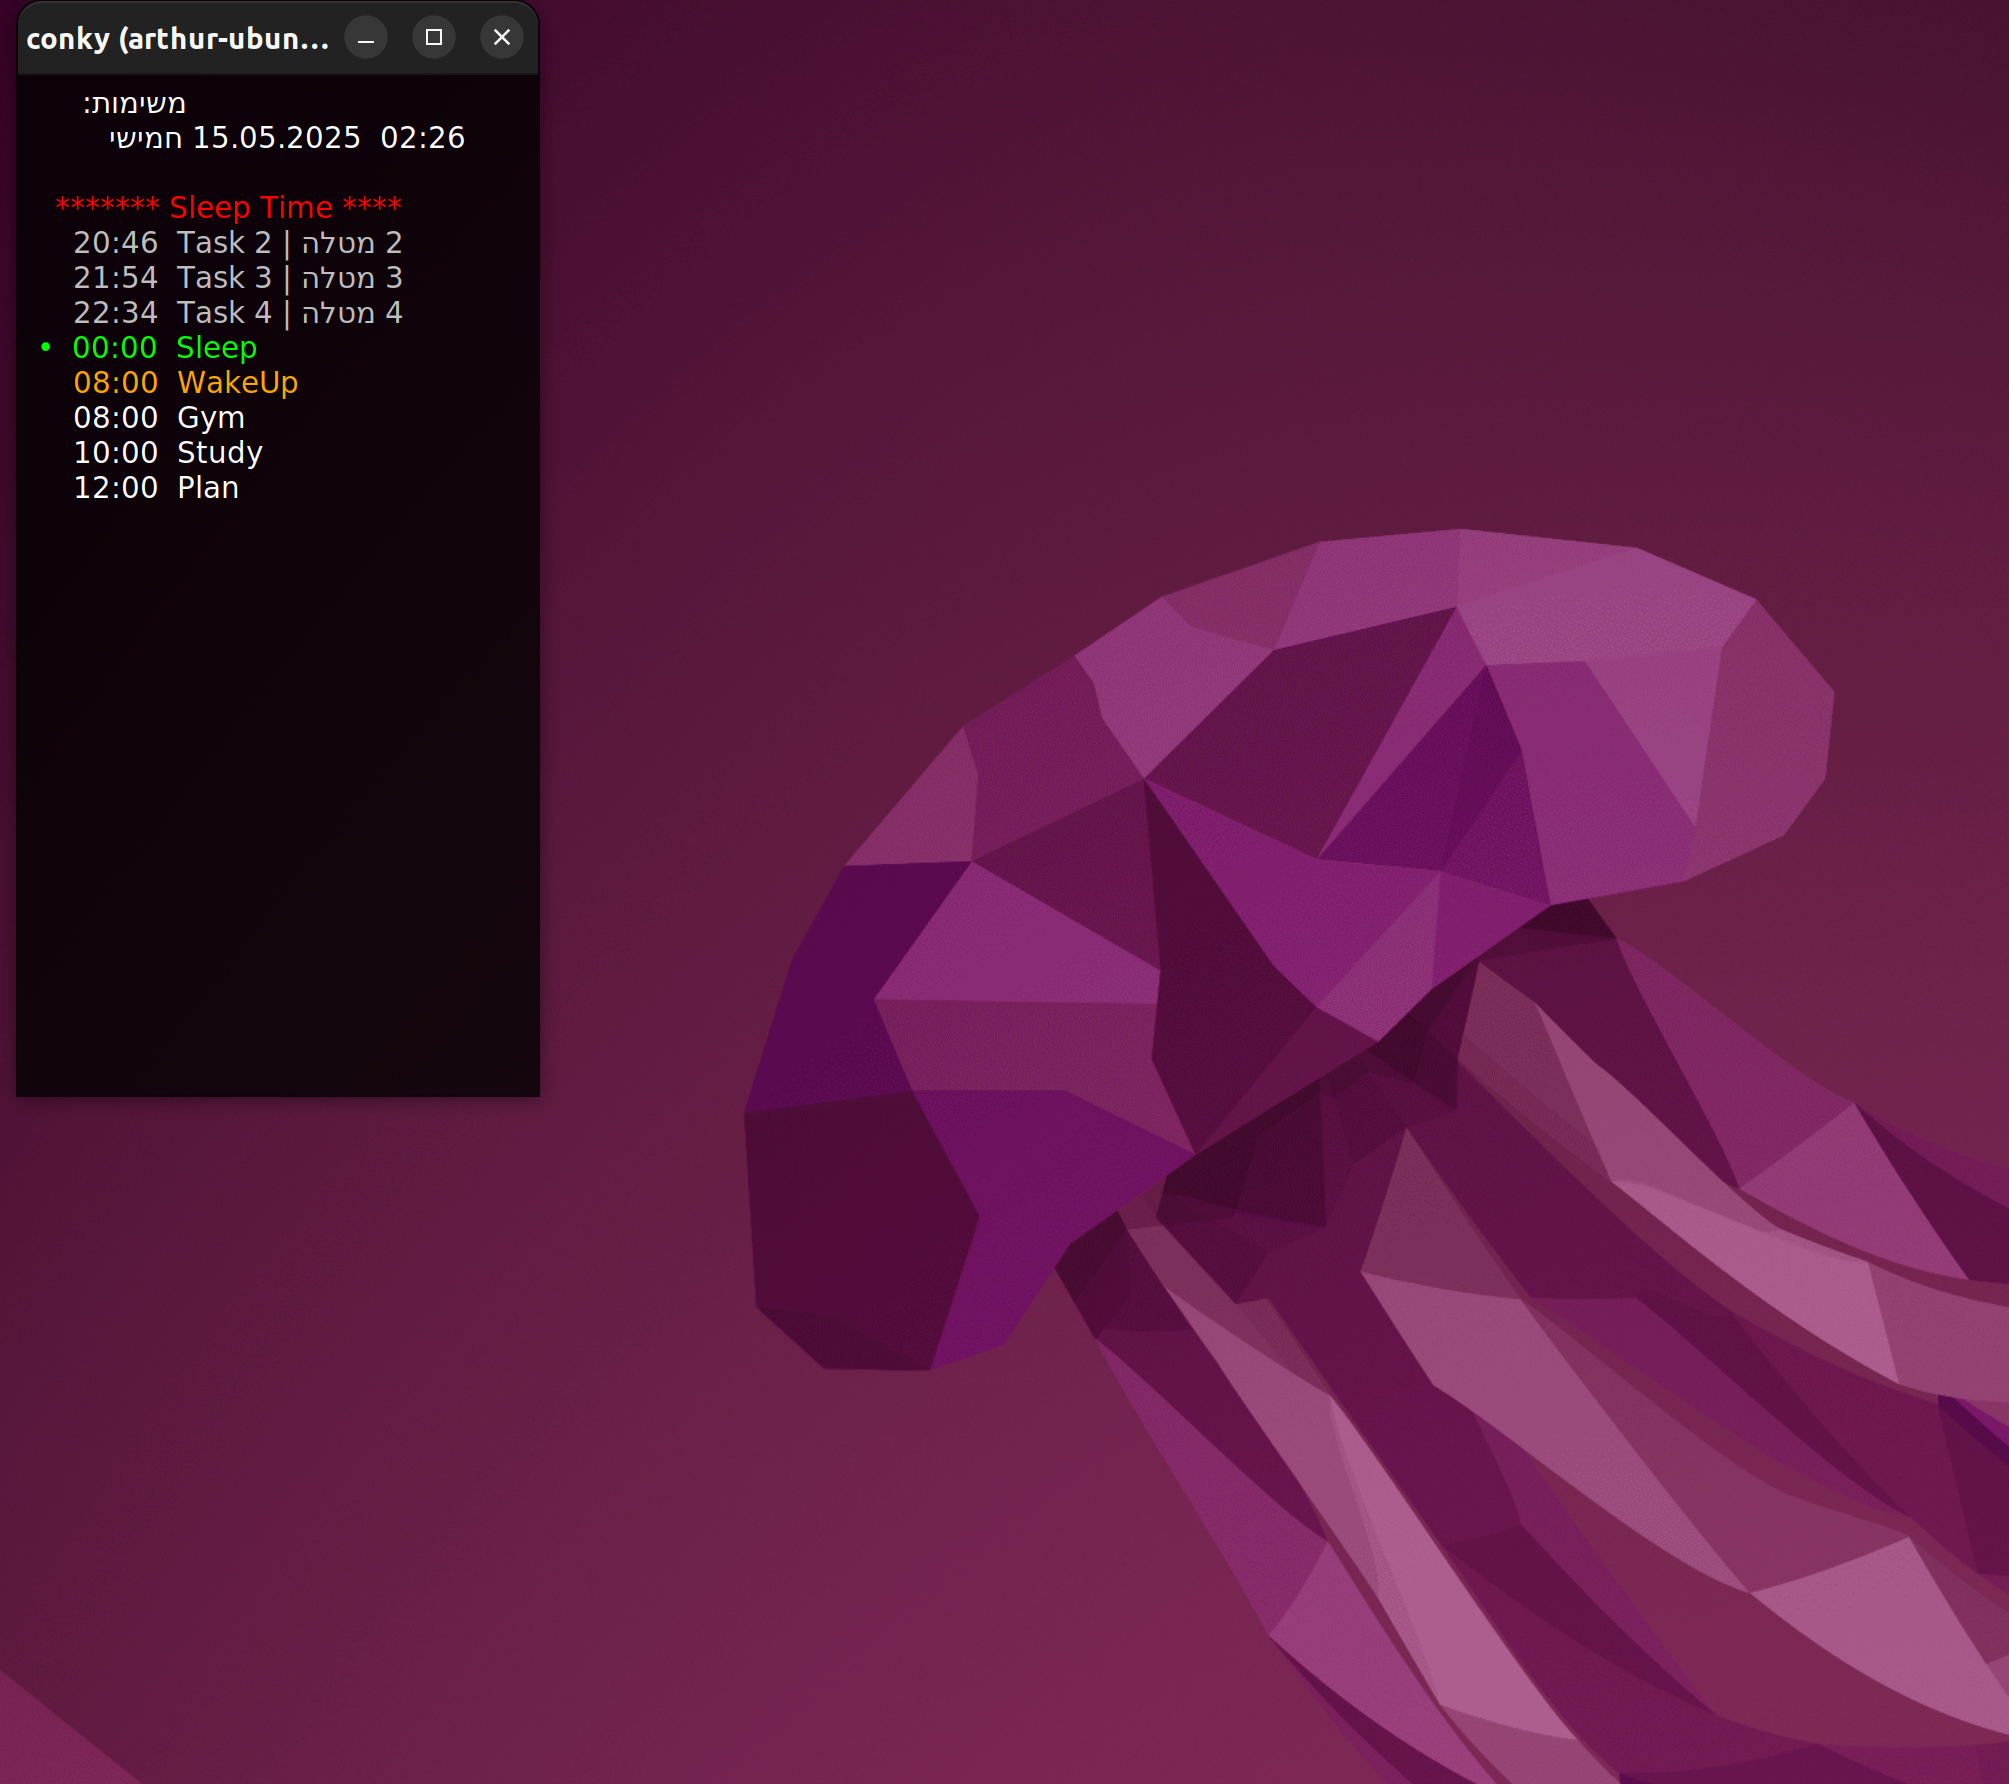 conky (arthur-ubun...
משימות:
חמישי 15.05.2025 02:26
******* Sleep Time ****
20:46 Task 2 | מטלה 2
21:54 Task 3 | מטלה 3
22:34 Task 4 | מטלה 4
• 00:00 Sleep
08:00 WakeUp
08:00 Gym
10:00 Study
12:00 Plan